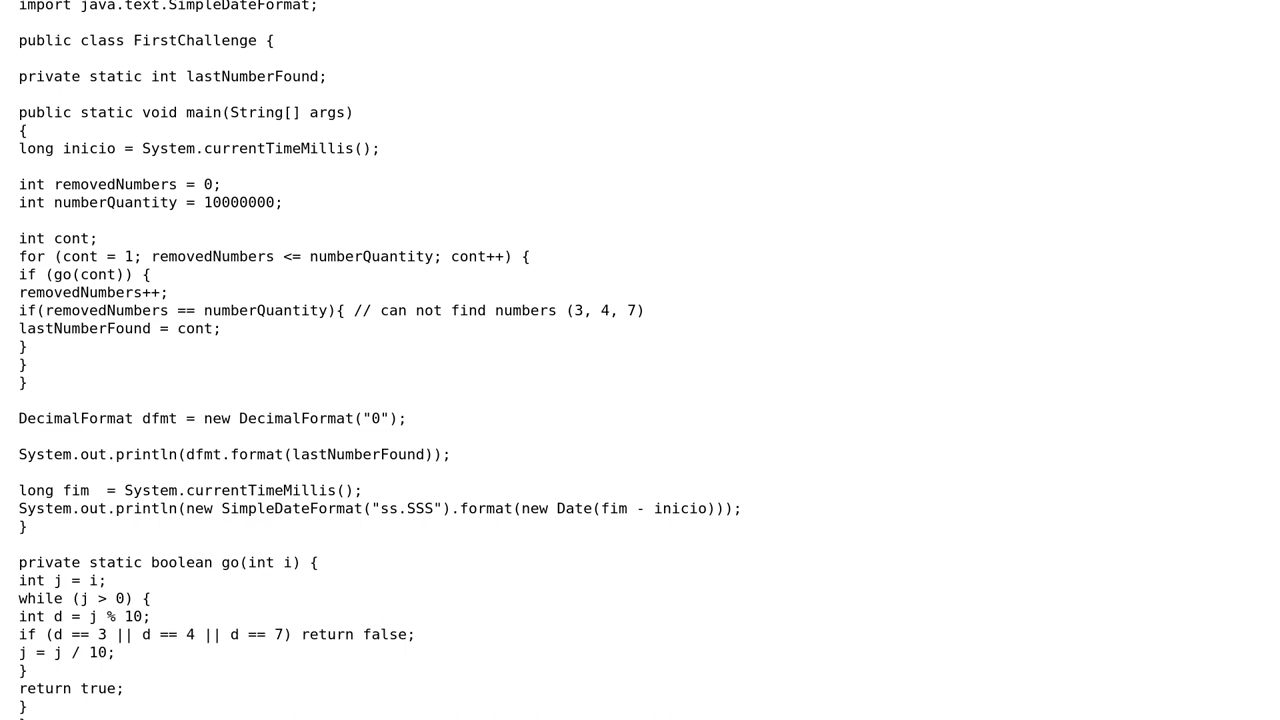 import java.text.SimpleDateFormat;
public class FirstChallenge {
private static int lastNumberFound;
public static void main(String[] args)
{
long inicio = System.currentTimeMillis();
int removedNumbers = 0;
int numberQuantity = 10000000;
int cont;
for (cont = 1; removedNumbers <= numberQuantity; cont++) {
if (go(cont)) {
removedNumbers++;
if(removedNumbers == numberQuantity){ // can not find numbers (3, 4, 7)
lastNumberFound = cont;
}
}
}
DecimalFormat dfmt = new DecimalFormat("0");
System.out.println(dfmt.format(lastNumberFound));
long fim  = System.currentTimeMillis();
System.out.println(new SimpleDateFormat("ss.SSS").format(new Date(fim - inicio)));
}
private static boolean go(int i) {
int j = i;
while (j > 0) {
int d = j % 10;
if (d == 3 || d == 4 || d == 7) return false;
j = j / 10;
}
return true;
}